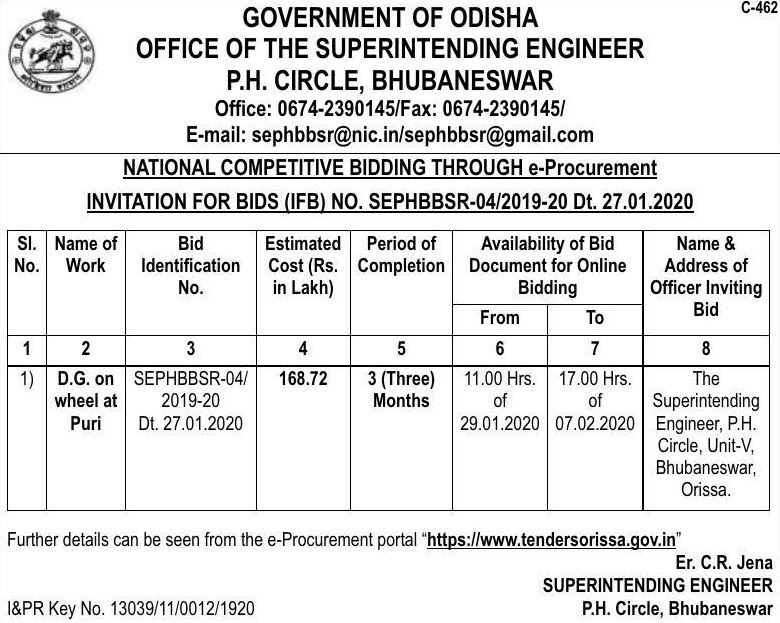 C-462
GOVERNMENT OF ODISHA
OFFICE OF THE SUPERINTENDING ENGINEER
P.H. CIRCLE, BHUBANESWAR
Office: 0674-2390145/Fax: 0674-2390145/
E-mail: sephbbsr@nic.in/sephbbsr@gmail.com
NATIONAL COMPETITIVE BIDDING THROUGH e-Procurement
INVITATION FOR BIDS (IFB) NO. SEPHBBSR-04/2019-20 Dt. 27.01.2020
Sl.
No.
Name of
Work
Bid
Identification
No.
Estimated
Cost (Rs.
in Lakh)
Period of
Completion
Availability of Bid
Document for Online
Bidding
From
To
Name &
Address of
Officer Inviting
Bid
1 2 3 4 5 6 7 8
1)
D.G. on
wheel at
Puri
SEPHBBSR-04/
2019-20
Dt. 27.01.2020
168.72
3 (Three)
Months
11.00 Hrs.
of
29.01.2020
17.00 Hrs.
of
07.02.2020
The
Superintending
Engineer, P.H.
Circle, Unit-V,
Bhubaneswar,
Orissa.
Further details can be seen from the e-Procurement portal “https://www.tendersorissa.gov.in”
Er. C.R. Jena
SUPERINTENDING ENGINEER
I&PR Key No. 13039/11/0012/1920
P.H. Circle, Bhubaneswar